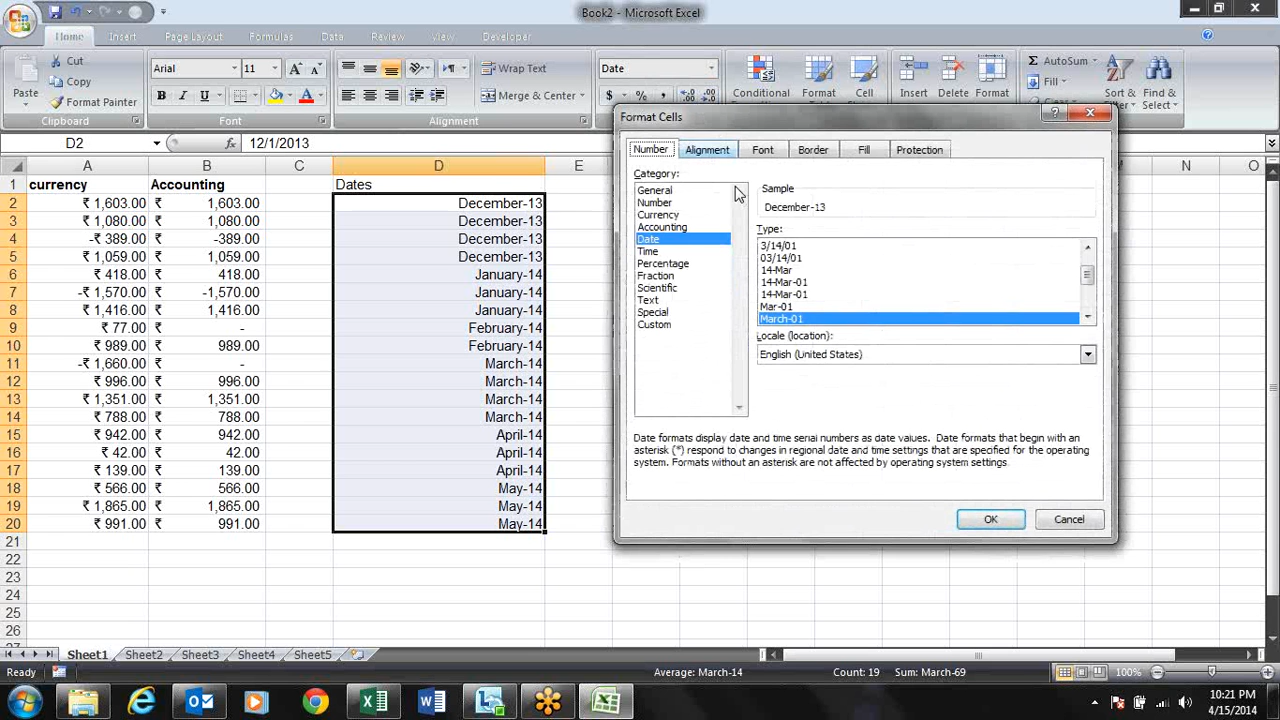 Book2 - Microsoft Excel
Home Insert Page Layout Formulas Data Review View Developer
Cut
Copy
Format Painter
Paste
Clipboard
Arial 11
B I U
Font
Wrap Text
Merge & Center
Alignment
Date
$ % ,
Conditional
Format
Cell
Insert Delete Format
AutoSum
Fill
Sort &
Filter
Find &
Select
D2 fx 12/1/2013
A B C D E N O
1 currency Accounting Dates
2 ₹ 1,603.00 ₹ 1,603.00 December-13
3 ₹ 1,080.00 ₹ 1,080.00 December-13
4 -₹ 389.00 ₹ -389.00 December-13
5 ₹ 1,059.00 ₹ 1,059.00 December-13
6 ₹ 418.00 ₹ 418.00 January-14
7 -₹ 1,570.00 ₹ -1,570.00 January-14
8 ₹ 1,416.00 ₹ 1,416.00 January-14
9 ₹ 77.00 ₹ - February-14
10 ₹ 989.00 ₹ 989.00 February-14
11 -₹ 1,660.00 ₹ - March-14
12 ₹ 996.00 ₹ 996.00 March-14
13 ₹ 1,351.00 ₹ 1,351.00 March-14
14 ₹ 788.00 ₹ 788.00 March-14
15 ₹ 942.00 ₹ 942.00 April-14
16 ₹ 42.00 ₹ 42.00 April-14
17 ₹ 139.00 ₹ 139.00 April-14
18 ₹ 566.00 ₹ 566.00 May-14
19 ₹ 1,865.00 ₹ 1,865.00 May-14
20 ₹ 991.00 ₹ 991.00 May-14
21
22
23
24
25
26
Format Cells
Number Alignment Font Border Fill Protection
Category:
General
Number
Currency
Accounting
Date
Time
Percentage
Fraction
Scientific
Text
Special
Custom
Sample
December-13
Type:
3/14/01
03/14/01
14-Mar
14-Mar-01
14-Mar-01
Mar-01
March-01
Locale (location):
English (United States)
Date formats display date and time serial numbers as date values. Date formats that begin with an
asterisk (*) respond to changes in regional date and time settings that are specified for the operating
system. Formats without an asterisk are not affected by operating system settings.
OK Cancel
Sheet1 Sheet2 Sheet3 Sheet4 Sheet5
Ready Average: March-14 Count: 19 Sum: March-69 100%
10:21 PM
4/15/2014